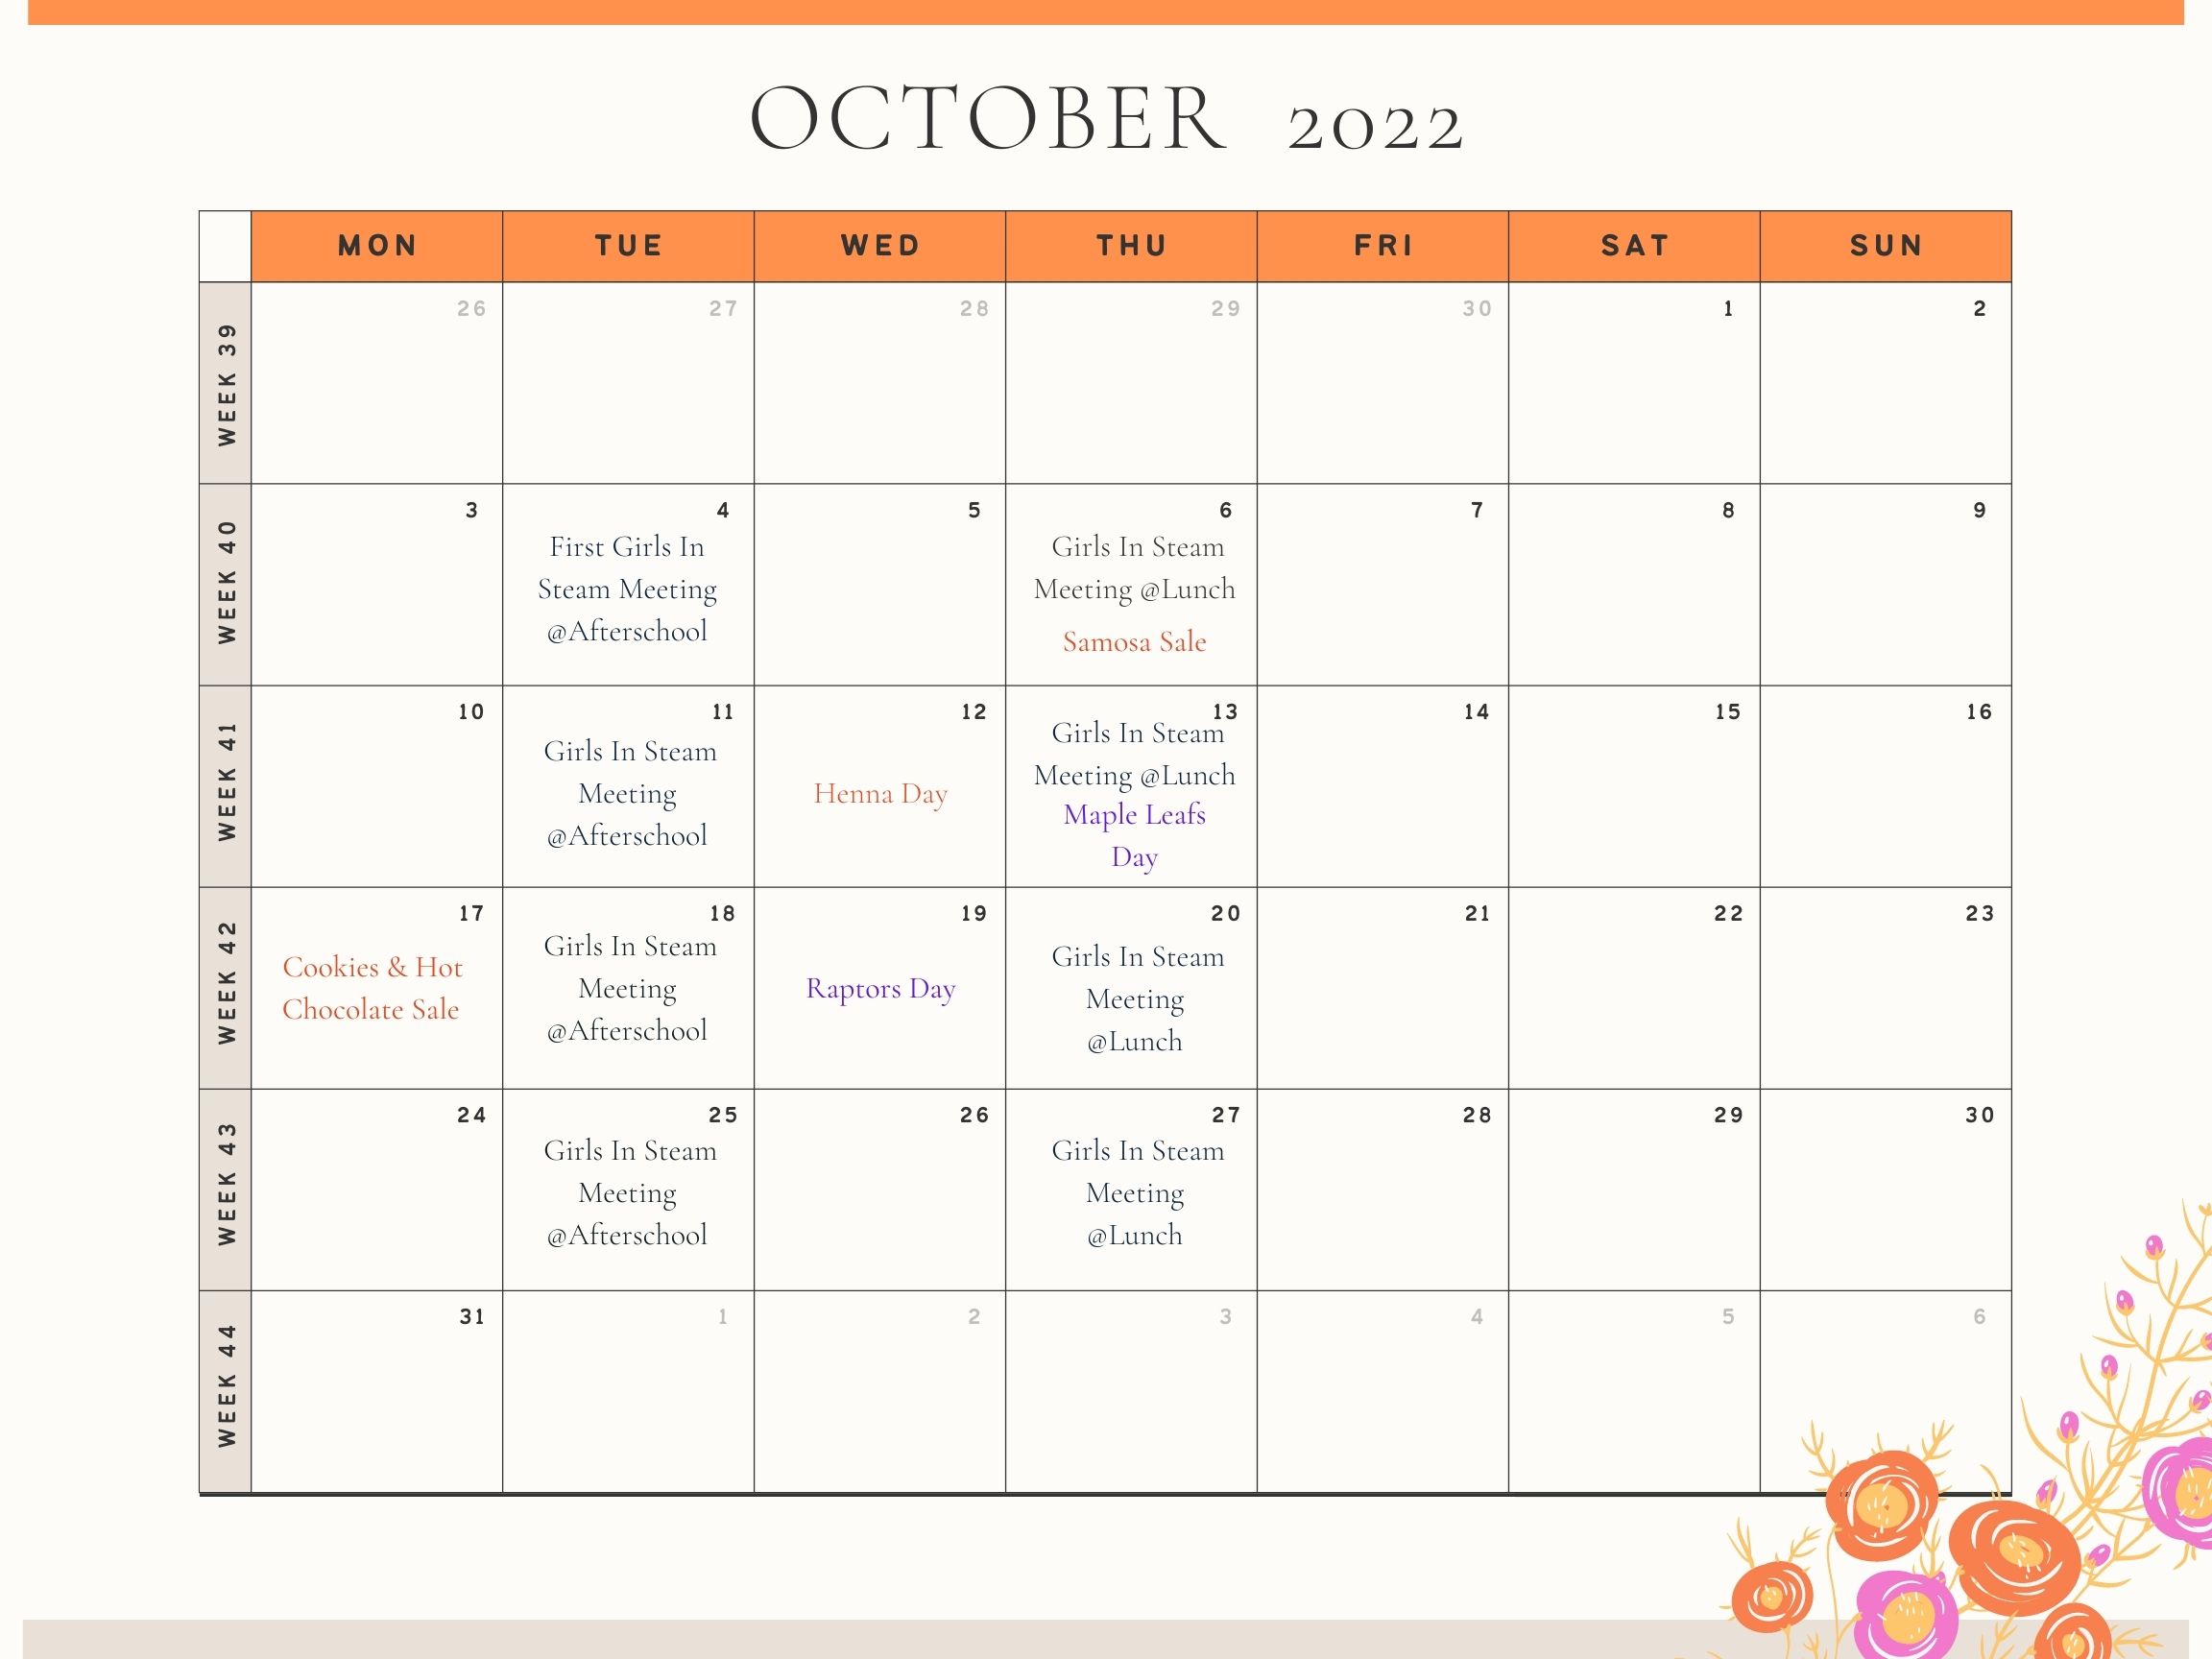 OCTOBER 2022
MON TUE WED THU FRI SAT SUN
WEEK 39
26 27 28 29 30 1 2
WEEK 40
3 4 5 6 7 8 9
First Girls In
Steam Meeting
@Afterschool
Girls In Steam
Meeting @Lunch
Samosa Sale
WEEK 41
10 11 12 13 14 15 16
Girls In Steam
Meeting
@Afterschool
Henna Day
Girls In Steam
Meeting @Lunch
Maple Leafs
Day
WEEK 42
17 18 19 20 21 22 23
Cookies & Hot
Chocolate Sale
Girls In Steam
Meeting
@Afterschool
Raptors Day
Girls In Steam
Meeting
@Lunch
WEEK 43
24 25 26 27 28 29 30
Girls In Steam
Meeting
@Afterschool
Girls In Steam
Meeting
@Lunch
WEEK 44
31 1 2 3 4 5 6